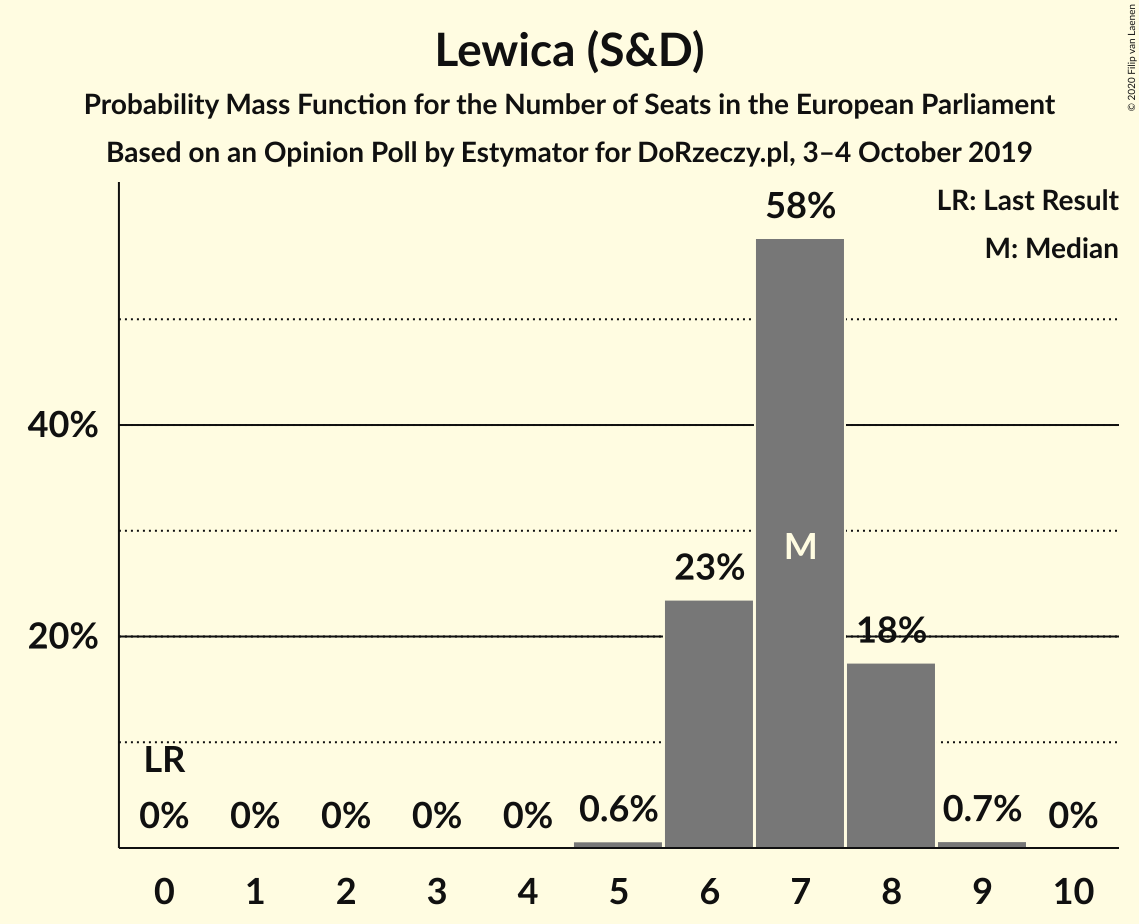 Lewica (S&D)
Probability Mass Function for the Number of Seats in the European Parliament
Based on an Opinion Poll by Estymator for DoRzeczy.pl, 3–4 October 2019
© 2020 Filip van Laenen
LR: Last Result
M: Median
58%
40%
M
23%
20%
18%
LR
0%
0%
0%
0%
0%
0.6%
0.7%
0%
0 1 2 3 4 5 6 7 8 9 10